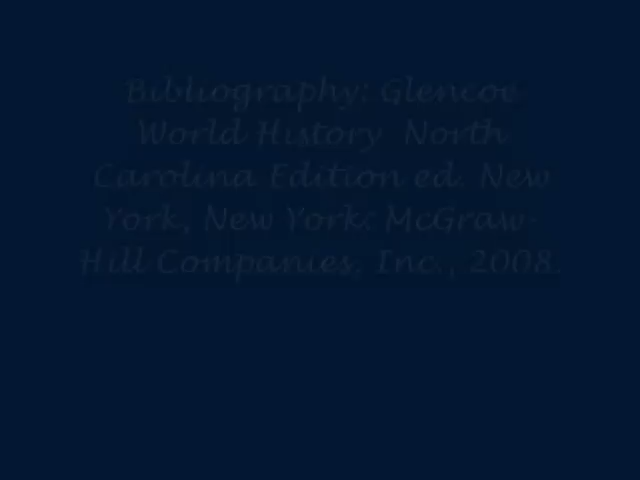 Bibliography: Glencoe
World History North
Carolina Edition ed. New
York, New York: McGraw-
Hill Companies, Inc., 2008.